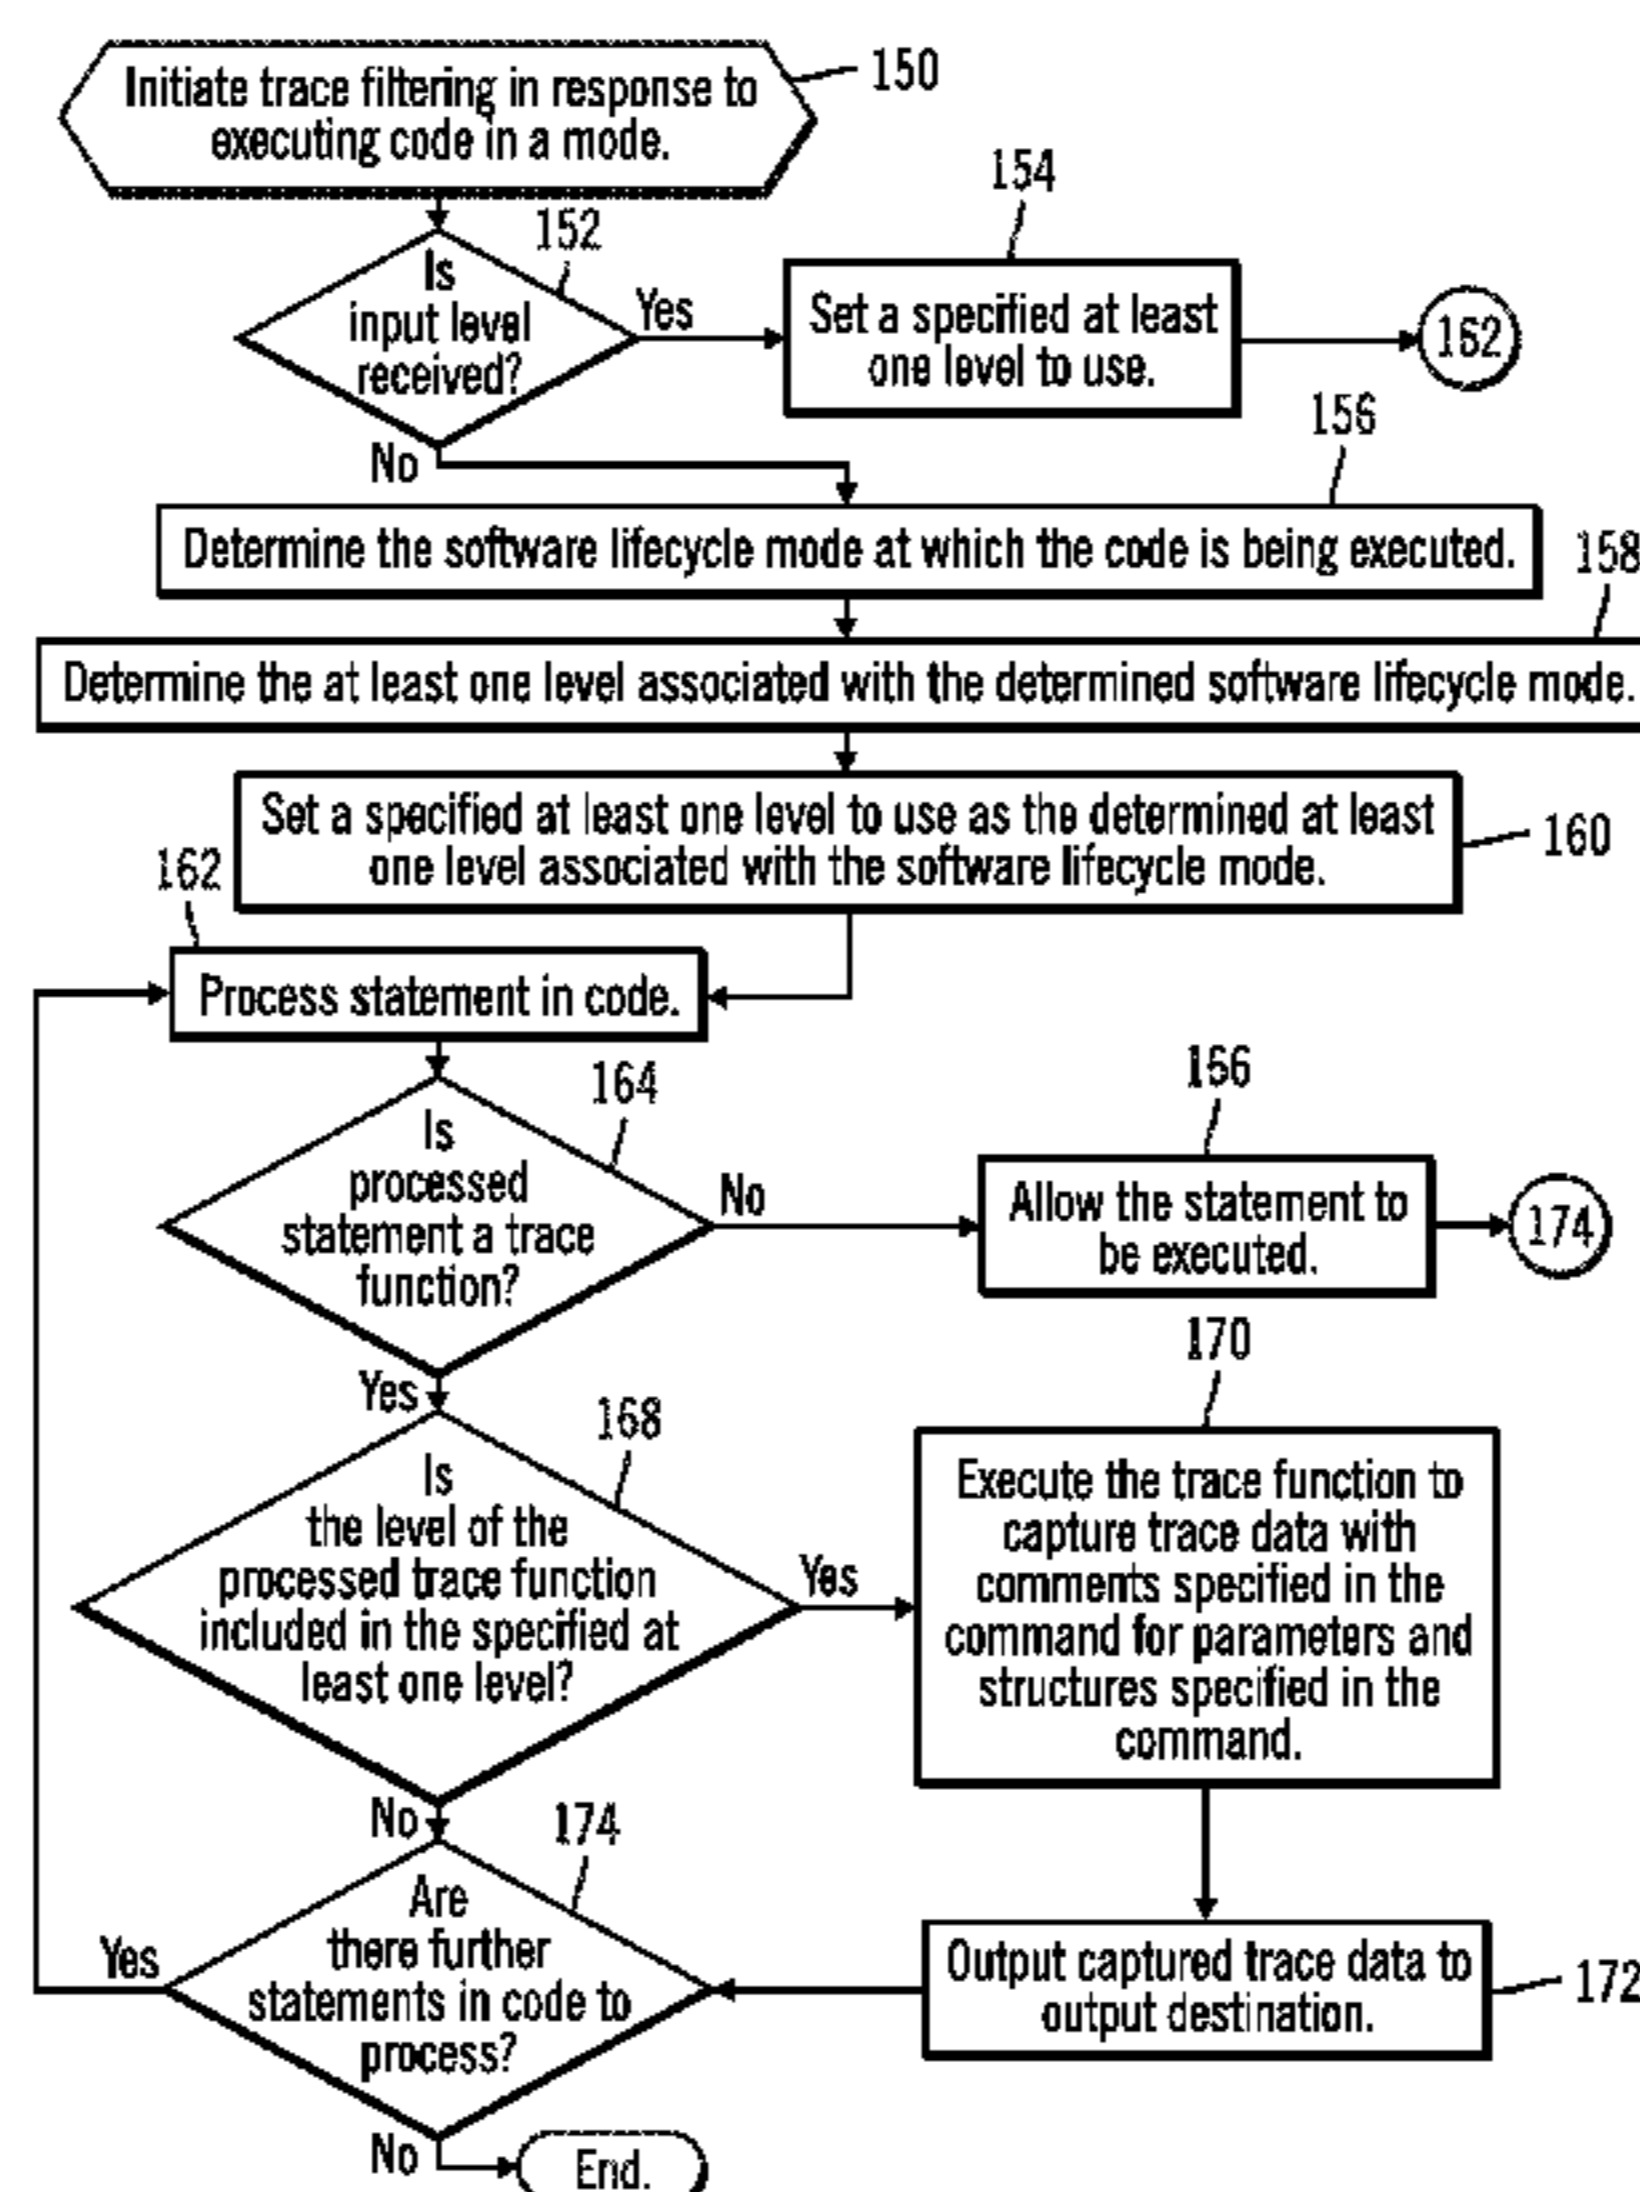 Initiate trace filtering in response to
executing code in a mode.
150
152
154
Is
input level
received?
Yes
Set a specified at least
one level to use.
162
No
156
Determine the software lifecycle mode at which the code is being executed.
158
Determine the at least one level associated with the determined software lifecycle mode.
Set a specified at least one level to use as the determined at least
one level associated with the software lifecycle mode.
160
162
Process statement in code.
164
Is
processed
statement a trace
function?
No
166
Allow the statement to
be executed.
174
Yes
168
Is
the level of the
processed trace function
included in the specified at
least one level?
Yes
170
Execute the trace function to
capture trace data with
comments specified in the
command for parameters and
structures specified in the
command.
No
174
Are
there further
statements in code to
process?
Yes
Output captured trace data to
output destination.
172
No
End.